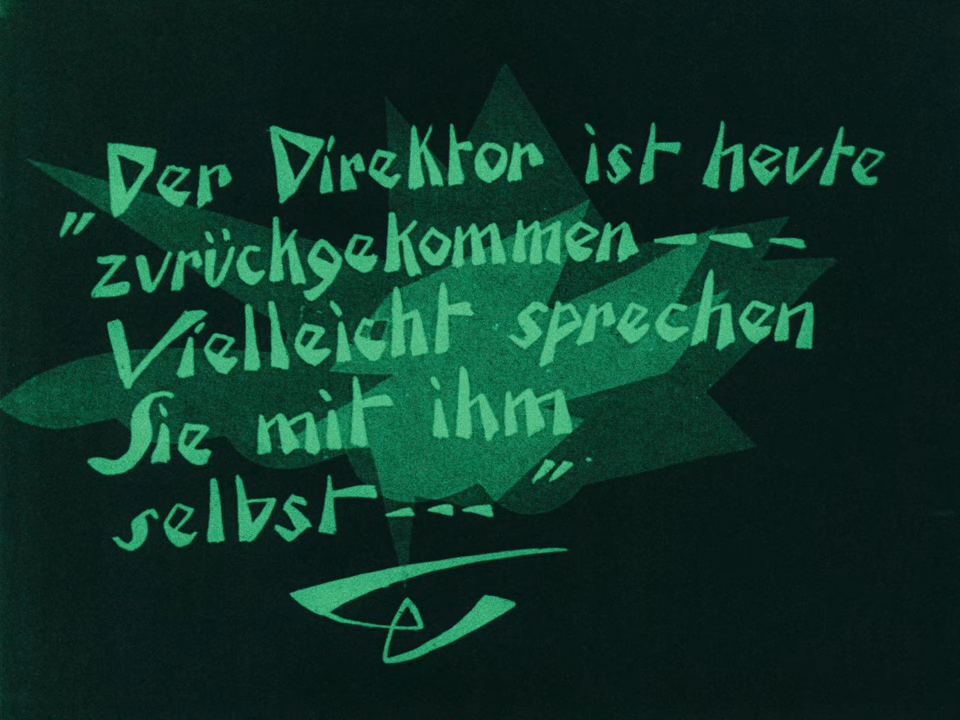 "Der Direktor ist heute
zurückgekommen - - -
Vielleicht sprechen
Sie mit ihm
selbst - - - "